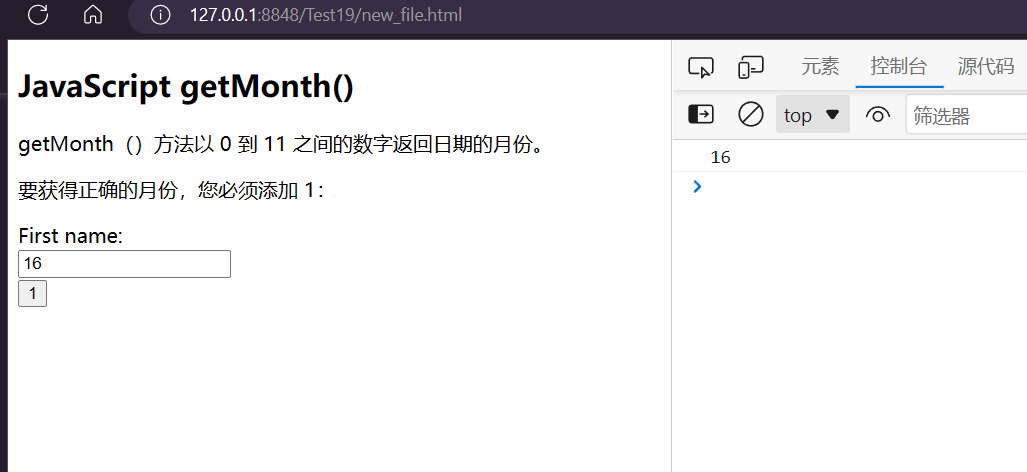 127.0.0.1:8848/Test19/new_file.html
JavaScript getMonth()
getMonth（）方法以 0 到 11 之间的数字返回日期的月份。
要获得正确的月份，您必须添加 1：
First name:
16
1
元素 控制台 源代码
top ▼ 筛选器
16